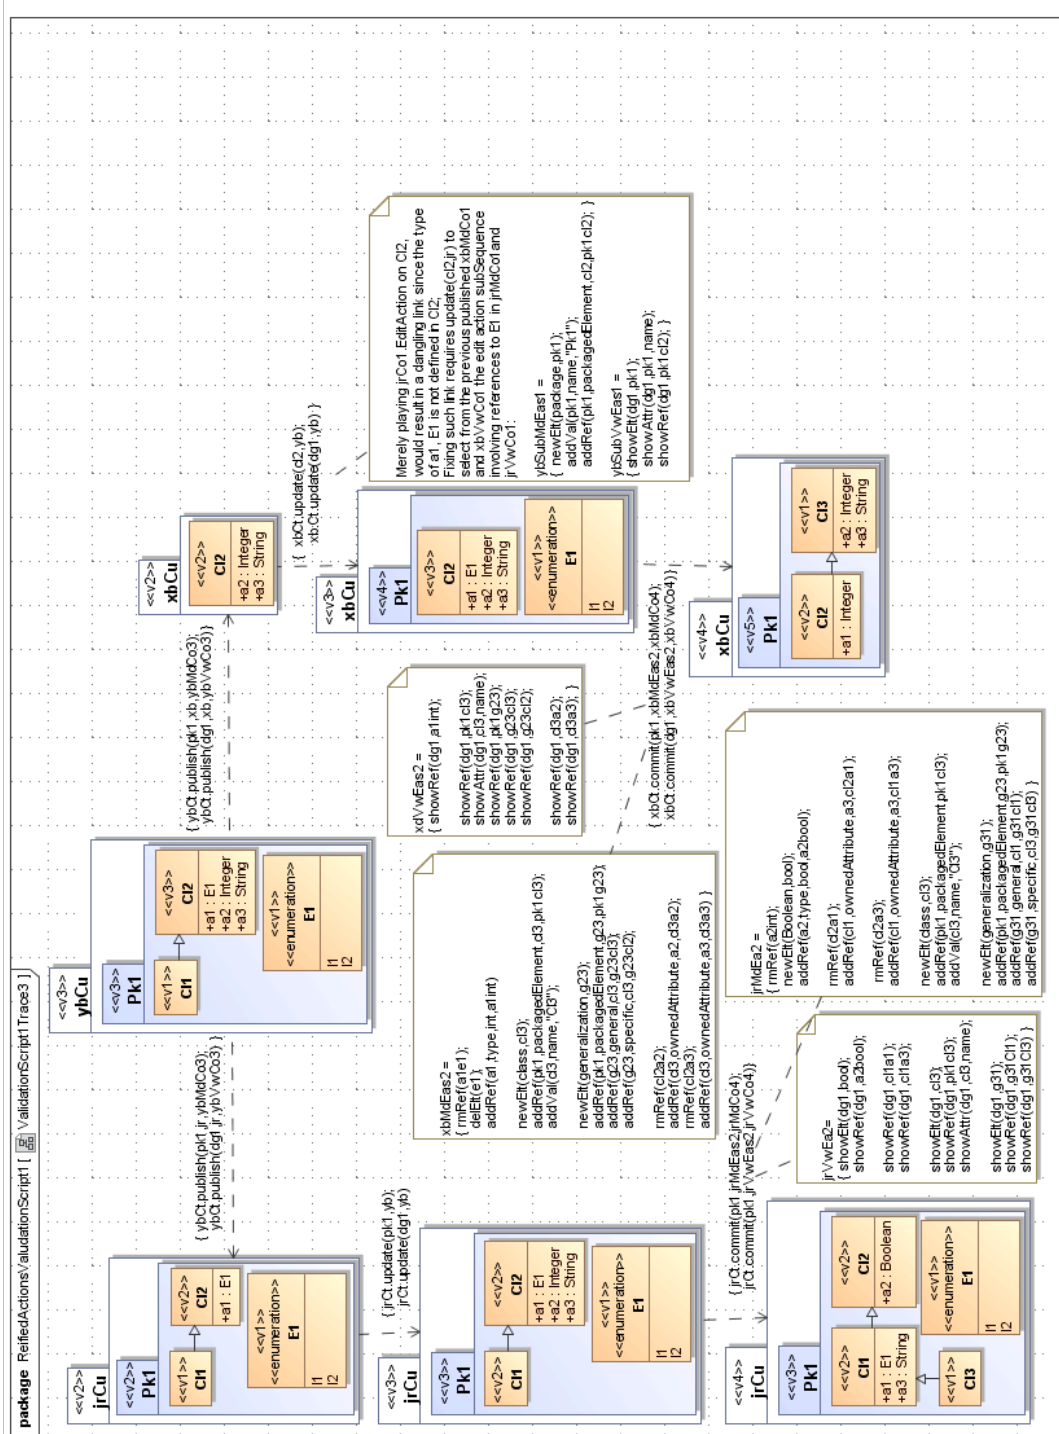 package ReifiedActionsValudationScript1 [ ValidationScript1Trace3 ]
<<v3>>
ybCu
<<v3>>
Pk1
<<v1>>
Cl1
<<v3>>
Cl2
+a1 : E1
+a2 : Integer
+a3 : String
<<v1>>
<<enumeration>>
E1
l1
l2
{ ybCt.publish(pk1,jr,ybMdCo3);
ybCt.publish(dg1,jr,ybVwCo3) }
{ ybCt.publish(pk1,xb,ybMdCo3);
ybCt.publish(dg1,xb,ybVwCo3)}
<<v2>>
jrCu
<<v2>>
Pk1
<<v1>>
Cl1
<<v2>>
Cl2
+a1 : E1
<<v1>>
<<enumeration>>
E1
l1
l2
<<v2>>
xbCu
<<v2>>
Cl2
+a2 : Integer
+a3 : String
{jrCt.update(pk1,yb);
jrCt.update(dg1,yb)
{ xbCt.update(cl2,yb);
xb:Ct.update(dg1,yb) }
<<v3>>
jrCu
<<v3>>
Pk1
<<v1>>
Cl1
<<v2>>
Cl2
+a1 : E1
+a2 : Integer
+a3 : String
<<v1>>
<<enumeration>>
E1
l1
l2
<<v3>>
xbCu
<<v4>>
Pk1
<<v3>>
Cl2
+a1 : E1
+a2 : Integer
+a3 : String
<<v1>>
<<enumeration>>
E1
l1
l2
Merely playing jrCo1.EditAction on Cl2,
would result in a dangling link since the type
of a1, E1 is not defined in Cl2;
Fixing such link requires update(cl2,jr) to
select from the previous published xbMdCo1
and xbVwCo1 the edit action subSequence
involving references to E1 in jrMdCo1and
jrVwCo1:
ybSubMdEas1 =
{ newElt(package,pk1);
addVal(pk1,name,"Pk1");
addRef(pk1,packagedElement,cl2,pk1cl2); }
ybSubVwEas1 =
{ showElt(dg1,pk1);
showAttr(dg1,pk1,name);
showRef(dg1,pk1cl2); }
xdVwEas2 =
{ showRef(dg1,a1int);
showRef(dg1,pk1cl3);
showAttr(dg1,cl3,name);
showRef(dg1,pk1g23);
showRef(dg1,g23cl3);
showRef(dg1,g23cl2);
showRef(dg1,cl3a2);
showRef(dg1,cl3a3); }
xbMdEas2 =
{ rmRef(a1e1);
delElt(e1);
addRef(a1,type,int,a1int)
newElt(class,cl3);
addRef(pk1,packagedElement,cl3,pk1cl3);
addVal(cl3,name,"Cl3");
newElt(generalization,g23);
addRef(pk1,packagedElement,g23,pk1g23);
addRef(g23,general,cl3,g23cl3);
addRef(g23,specific,cl3,g23cl2);
rmRef(cl2a2);
addRef(cl3,ownedAttribute,a2,cl3a2);
rmRef(cl2a3);
addRef(cl3,ownedAttribute,a3,cl3a3) }
{ xbCt.commit(pk1,xbMdEas2,xbMdCo4);
xbCt.commit(dg1,xbVwEas2,xbVwCo4)}
<<v4>>
xbCu
<<v5>>
Pk1
<<v2>>
Cl2
+a1 : Integer
<<v1>>
Cl3
+a2 : Integer
+a3 : String
{ jrCt.commit(pk1,jrMdEas2,jrMdCo4);
jrCt.commit(pk1,jrVwEas2,jrVwCo4)}
jrMdEa2 =
{ rmRef(a2int);
newElt(Boolean,bool);
addRef(a2,type,bool,a2bool);
rmRef(cl2a1);
addRef(cl1,ownedAttribute,a3,cl2a1);
rmRef(cl2a3);
addRef(cl1,ownedAttribute,a3,cl1a3);
newElt(class,cl3);
addRef(pk1,packagedElement,pk1cl3);
addVal(cl3,name,"Cl3"');
newElt(generalization,g31);
addRef(pk1,packagedElement,g23,pk1g23);
addRef(g31,general,cl1,g31cl1);
addRef(g31,specific,cl3,g31cl3) }
jrVwEa2=
{ showElt(dg1,bool);
showRef(dg1,a2bool);
showRef(dg1,cl1a1);
showRef(dg1,cl1a3);
showElt(dg1,cl3);
showRef(dg1,pk1cl3);
showAttr(dg1,cl3,name);
showElt(dg1,g31);
showRef(dg1,g31Cl1);
showRef(dg1,g31Cl3) }
<<v4>>
jrCu
<<v3>>
Pk1
<<v2>>
Cl1
+a1 : E1
+a3 : String
<<v2>>
Cl2
+a2 : Boolean
<<v1>>
Cl3
<<v1>>
<<enumeration>>
E1
l1
l2